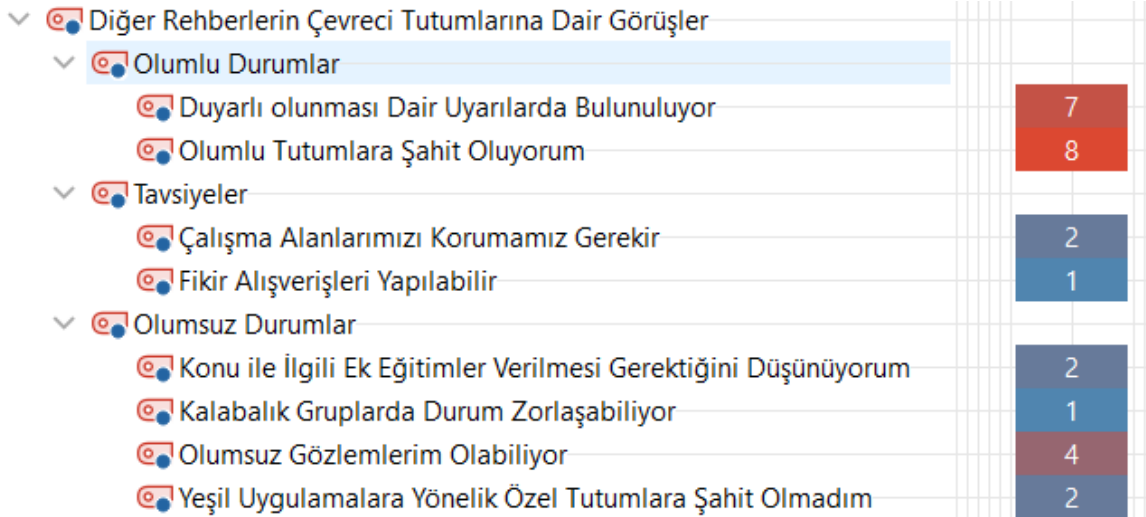 Diğer Rehberlerin Çevreci Tutumlarına Dair Görüşler
Olumlu Durumlar
Duyarlı olunması Dair Uyarılarda Bulunuluyor 7
Olumlu Tutumlara Şahit Oluyorum 8
Tavsiyeler
Çalışma Alanlarımızı Korumamız Gerekir 2
Fikir Alışverişleri Yapılabilir 1
Olumsuz Durumlar
Konu ile İlgili Ek Eğitimler Verilmesi Gerektiğini Düşünüyorum 2
Kalabalık Gruplarda Durum Zorlaşabiliyor 1
Olumsuz Gözlemlerim Olabiliyor 4
Yeşil Uygulamalara Yönelik Özel Tutumlara Şahit Olmadım 2